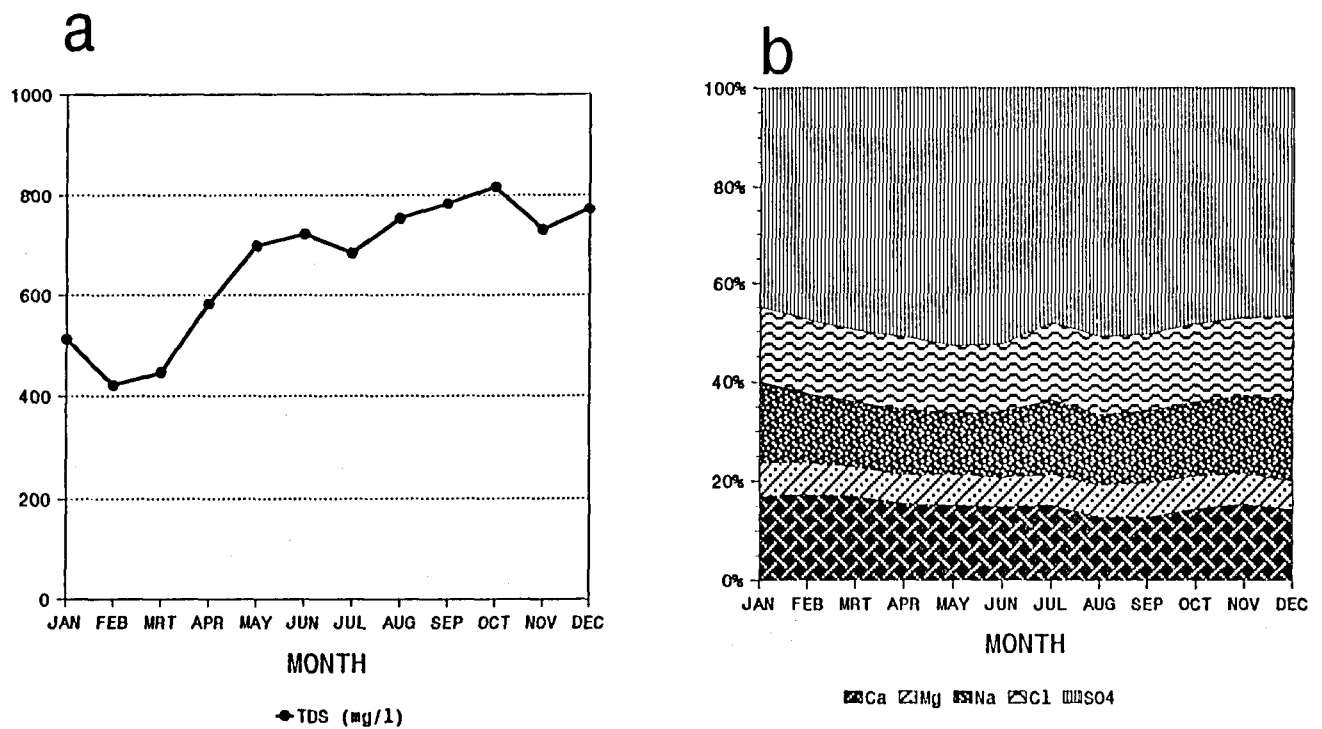 a
1000
800
600
400
200
0
JAN FEB MRT APR MAY JUN JUL AUG SEP OCT NOV DEC
MONTH
TDS (mg/l)
b
100%
80%
60%
40%
20%
0%
JAN FEB MRT APR MAY JUN JUL AUG SEP OCT NOV DEC
MONTH
Ca Mg Na Cl SO4